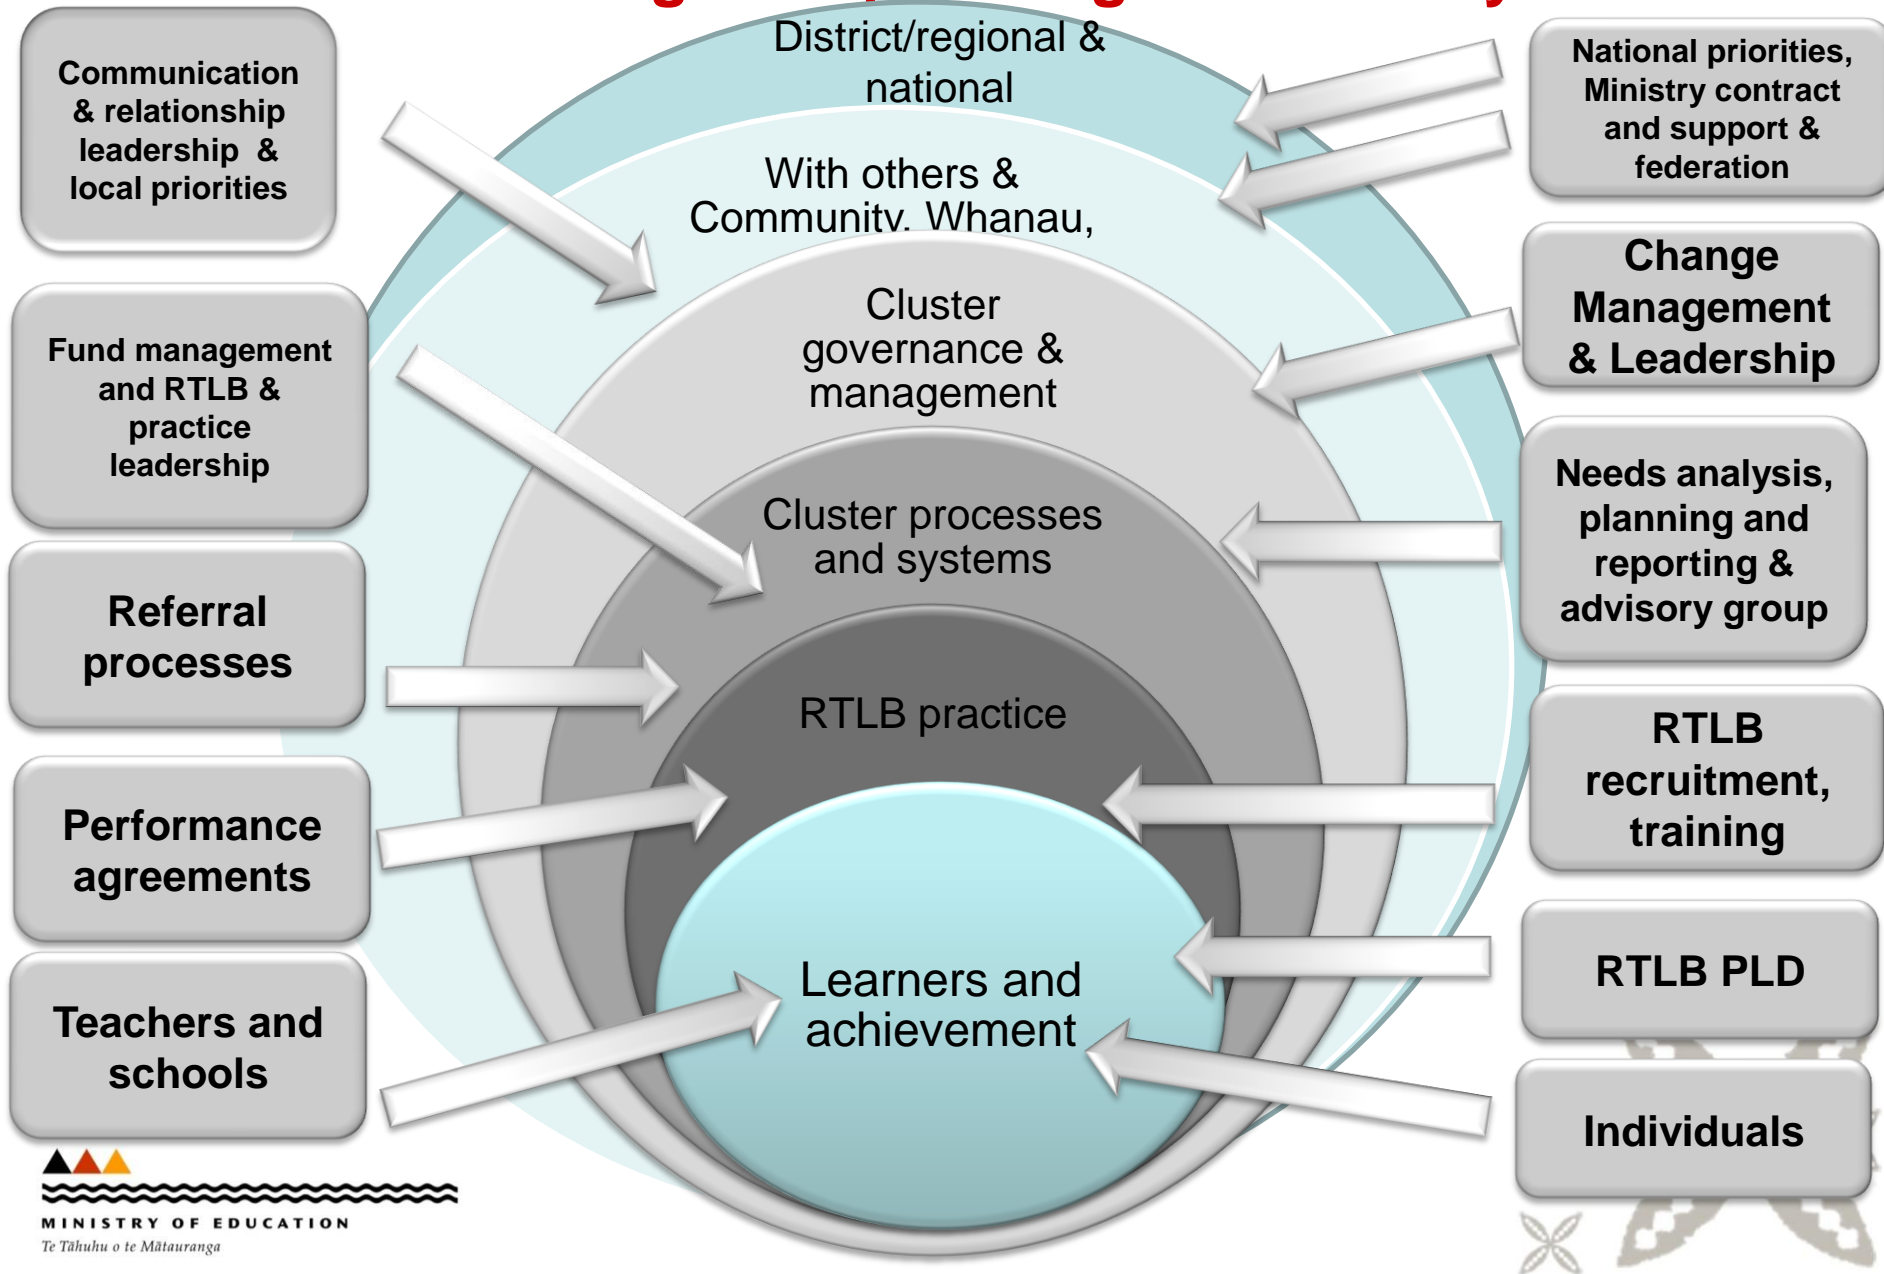 District/regional &
national
With others &
Community, Whanau,
Cluster
governance &
management
Cluster processes
and systems
RTLB practice
Learners and
achievement
Communication
& relationship
leadership &
local priorities
Fund management
and RTLB &
practice
leadership
Referral
processes
Performance
agreements
Teachers and
schools
National priorities,
Ministry contract
and support &
federation
Change
Management
& Leadership
Needs analysis,
planning and
reporting &
advisory group
RTLB
recruitment,
training
RTLB PLD
Individuals
MINISTRY OF EDUCATION
Te Tāhuhu o te Mātauranga